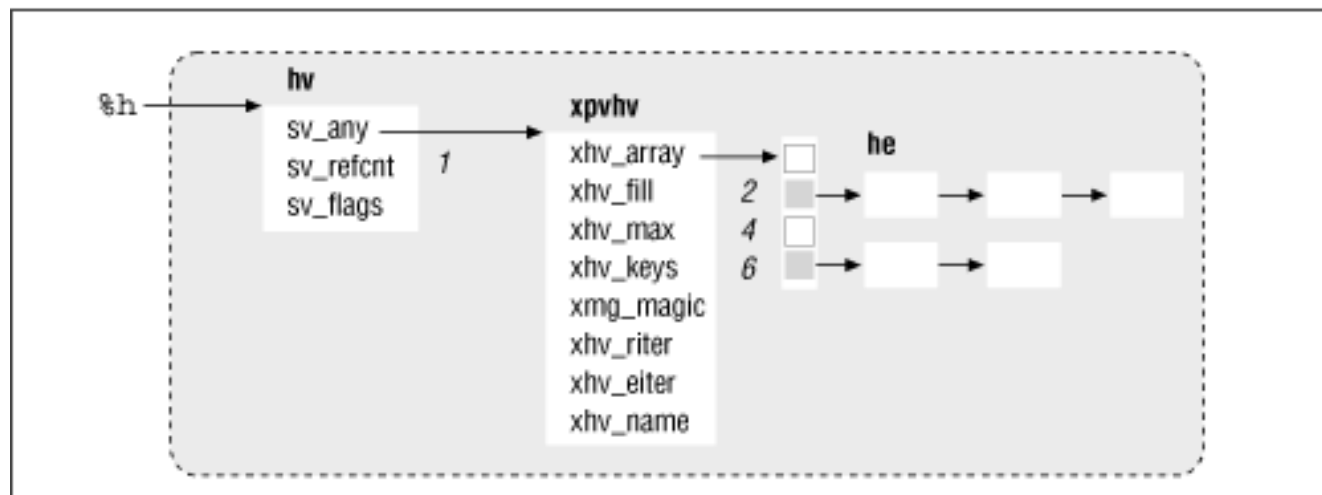 hv
%h
xpvhv
sv_any
sv_refcnt 1
sv_flags
he
xhv_array
xhv_fill 2
xhv_max 4
xhv_keys 6
xmg_magic
xhv_riter
xhv_eiter
xhv_name